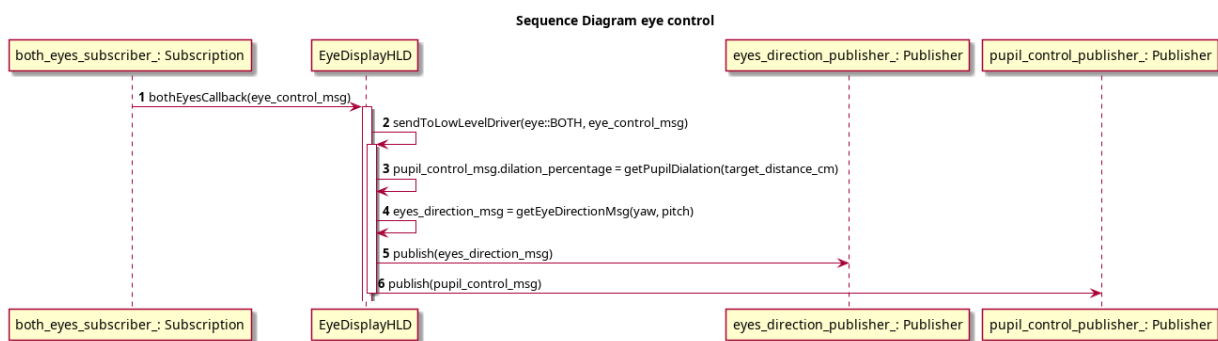 Sequence Diagram eye control
both_eyes_subscriber_: Subscription
EyeDisplayHLD
eyes_direction_publisher_: Publisher
pupil_control_publisher_: Publisher
1 bothEyesCallback(eye_control_msg)
2 sendToLowLevelDriver(eye::BOTH, eye_control_msg)
3 pupil_control_msg.dilation_percentage = getPupilDialation(target_distance_cm)
4 eyes_direction_msg = getEyeDirectionMsg(yaw, pitch)
5 publish(eyes_direction_msg)
6 publish(pupil_control_msg)
both_eyes_subscriber_: Subscription
EyeDisplayHLD
eyes_direction_publisher_: Publisher
pupil_control_publisher_: Publisher